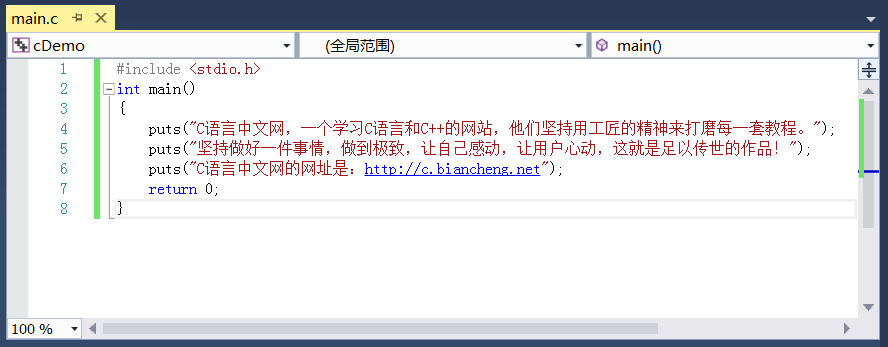 main.c
cDemo (全局范围) main()
1 #include <stdio.h>
2 int main()
3 {
4 puts("C语言中文网，一个学习C语言和C++的网站，他们坚持用工匠的精神来打磨每一套教程。");
5 puts("坚持做好一件事情，做到极致，让自己感动，让用户心动，这就是足以传世的作品！");
6 puts("C语言中文网的网址是：http://c.biancheng.net");
7 return 0;
8 }
100 %